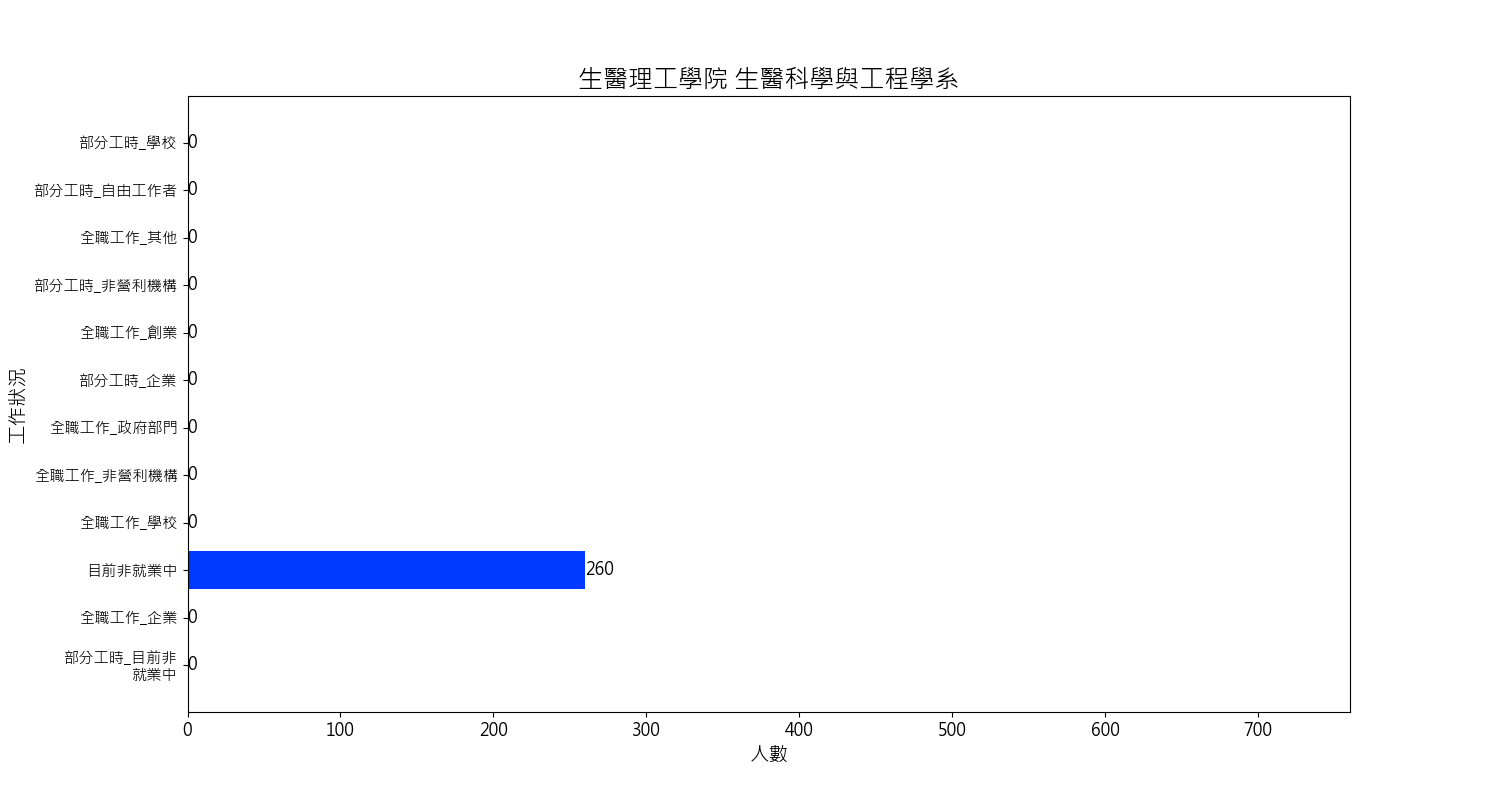 生醫理工學院 生醫科學與工程學系
工作狀況
部分工時_學校 0
部分工時_自由工作者 0
全職工作_其他 0
部分工時_非營利機構 0
全職工作_創業 0
部分工時_企業 0
全職工作_政府部門 0
全職工作_非營利機構 0
全職工作_學校 0
目前非就業中 260
全職工作_企業 0
部分工時_目前非
就業中 0
0 100 200 300 400 500 600 700
人數